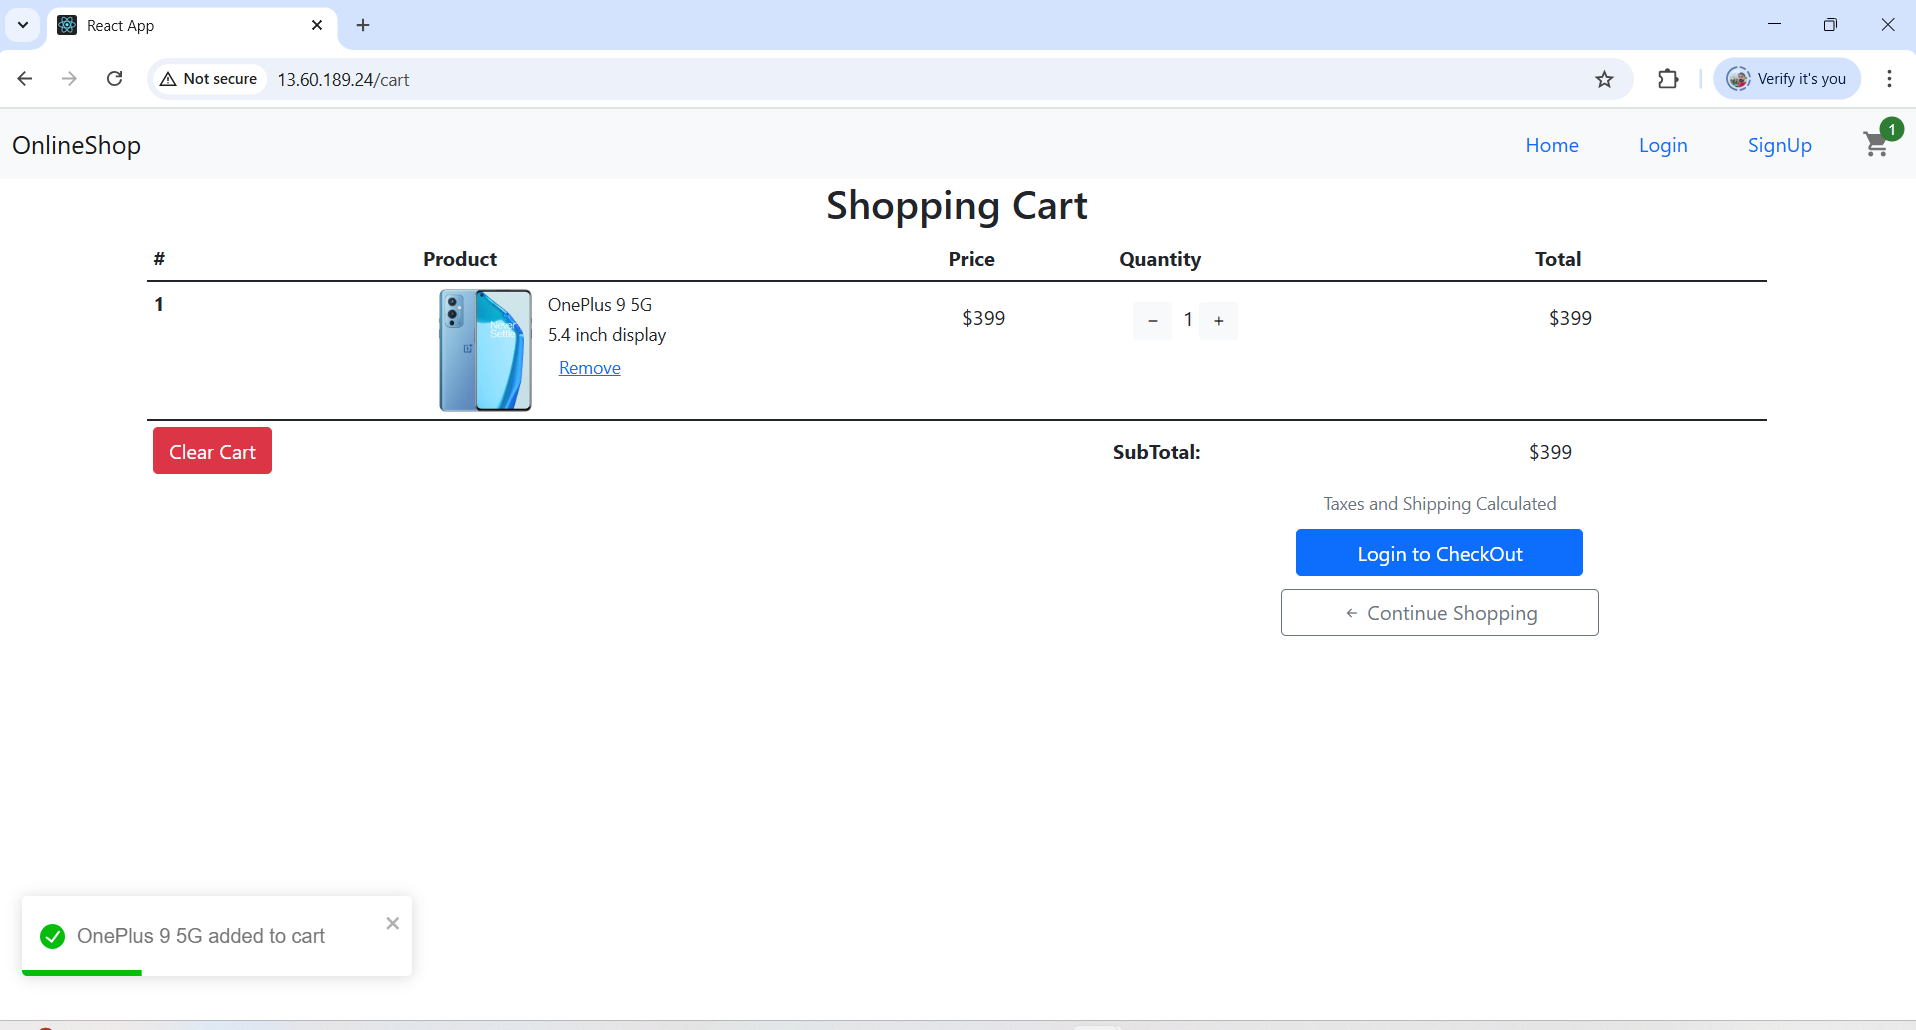 React App
Not secure 13.60.189.24/cart Verify it's you
OnlineShop Home Login SignUp 1
Shopping Cart
# Product Price Quantity Total
1 OnePlus 9 5G $399 − 1 + $399
5.4 inch display
Remove
Never
Settle
Clear Cart SubTotal: $399
Taxes and Shipping Calculated
Login to CheckOut
← Continue Shopping
OnePlus 9 5G added to cart